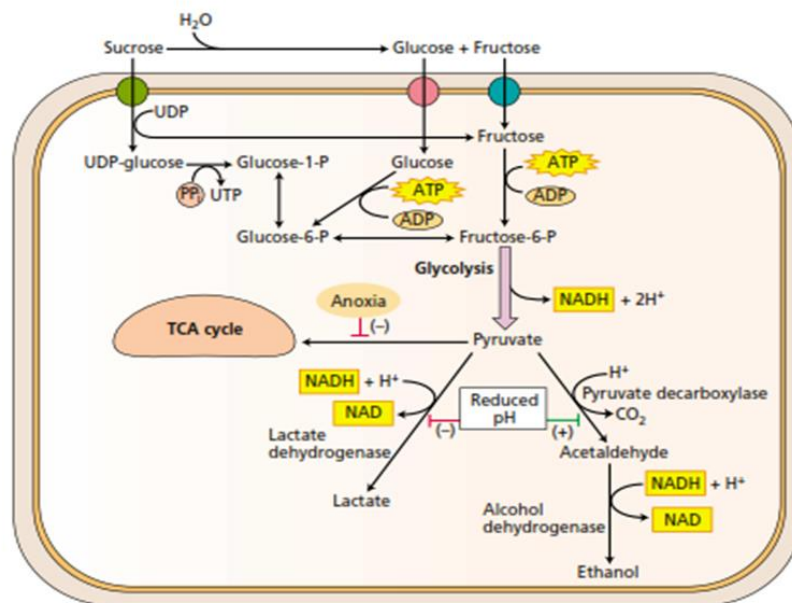 H₂O
Sucrose
Glucose + Fructose
UDP
Fructose
UDP-glucose
Glucose-1-P
Glucose
ATP
PPᵢ
UTP
ATP
ADP
ADP
Glucose-6-P
Fructose-6-P
Glycolysis
NADH + 2H⁺
Anoxia
(–)
TCA cycle
Pyruvate
NADH + H⁺
NAD
Reduced
pH
(–)
(+)
H⁺
Pyruvate decarboxylase
CO₂
Lactate
dehydrogenase
Acetaldehyde
Lactate
NADH + H⁺
Alcohol
dehydrogenase
NAD
Ethanol